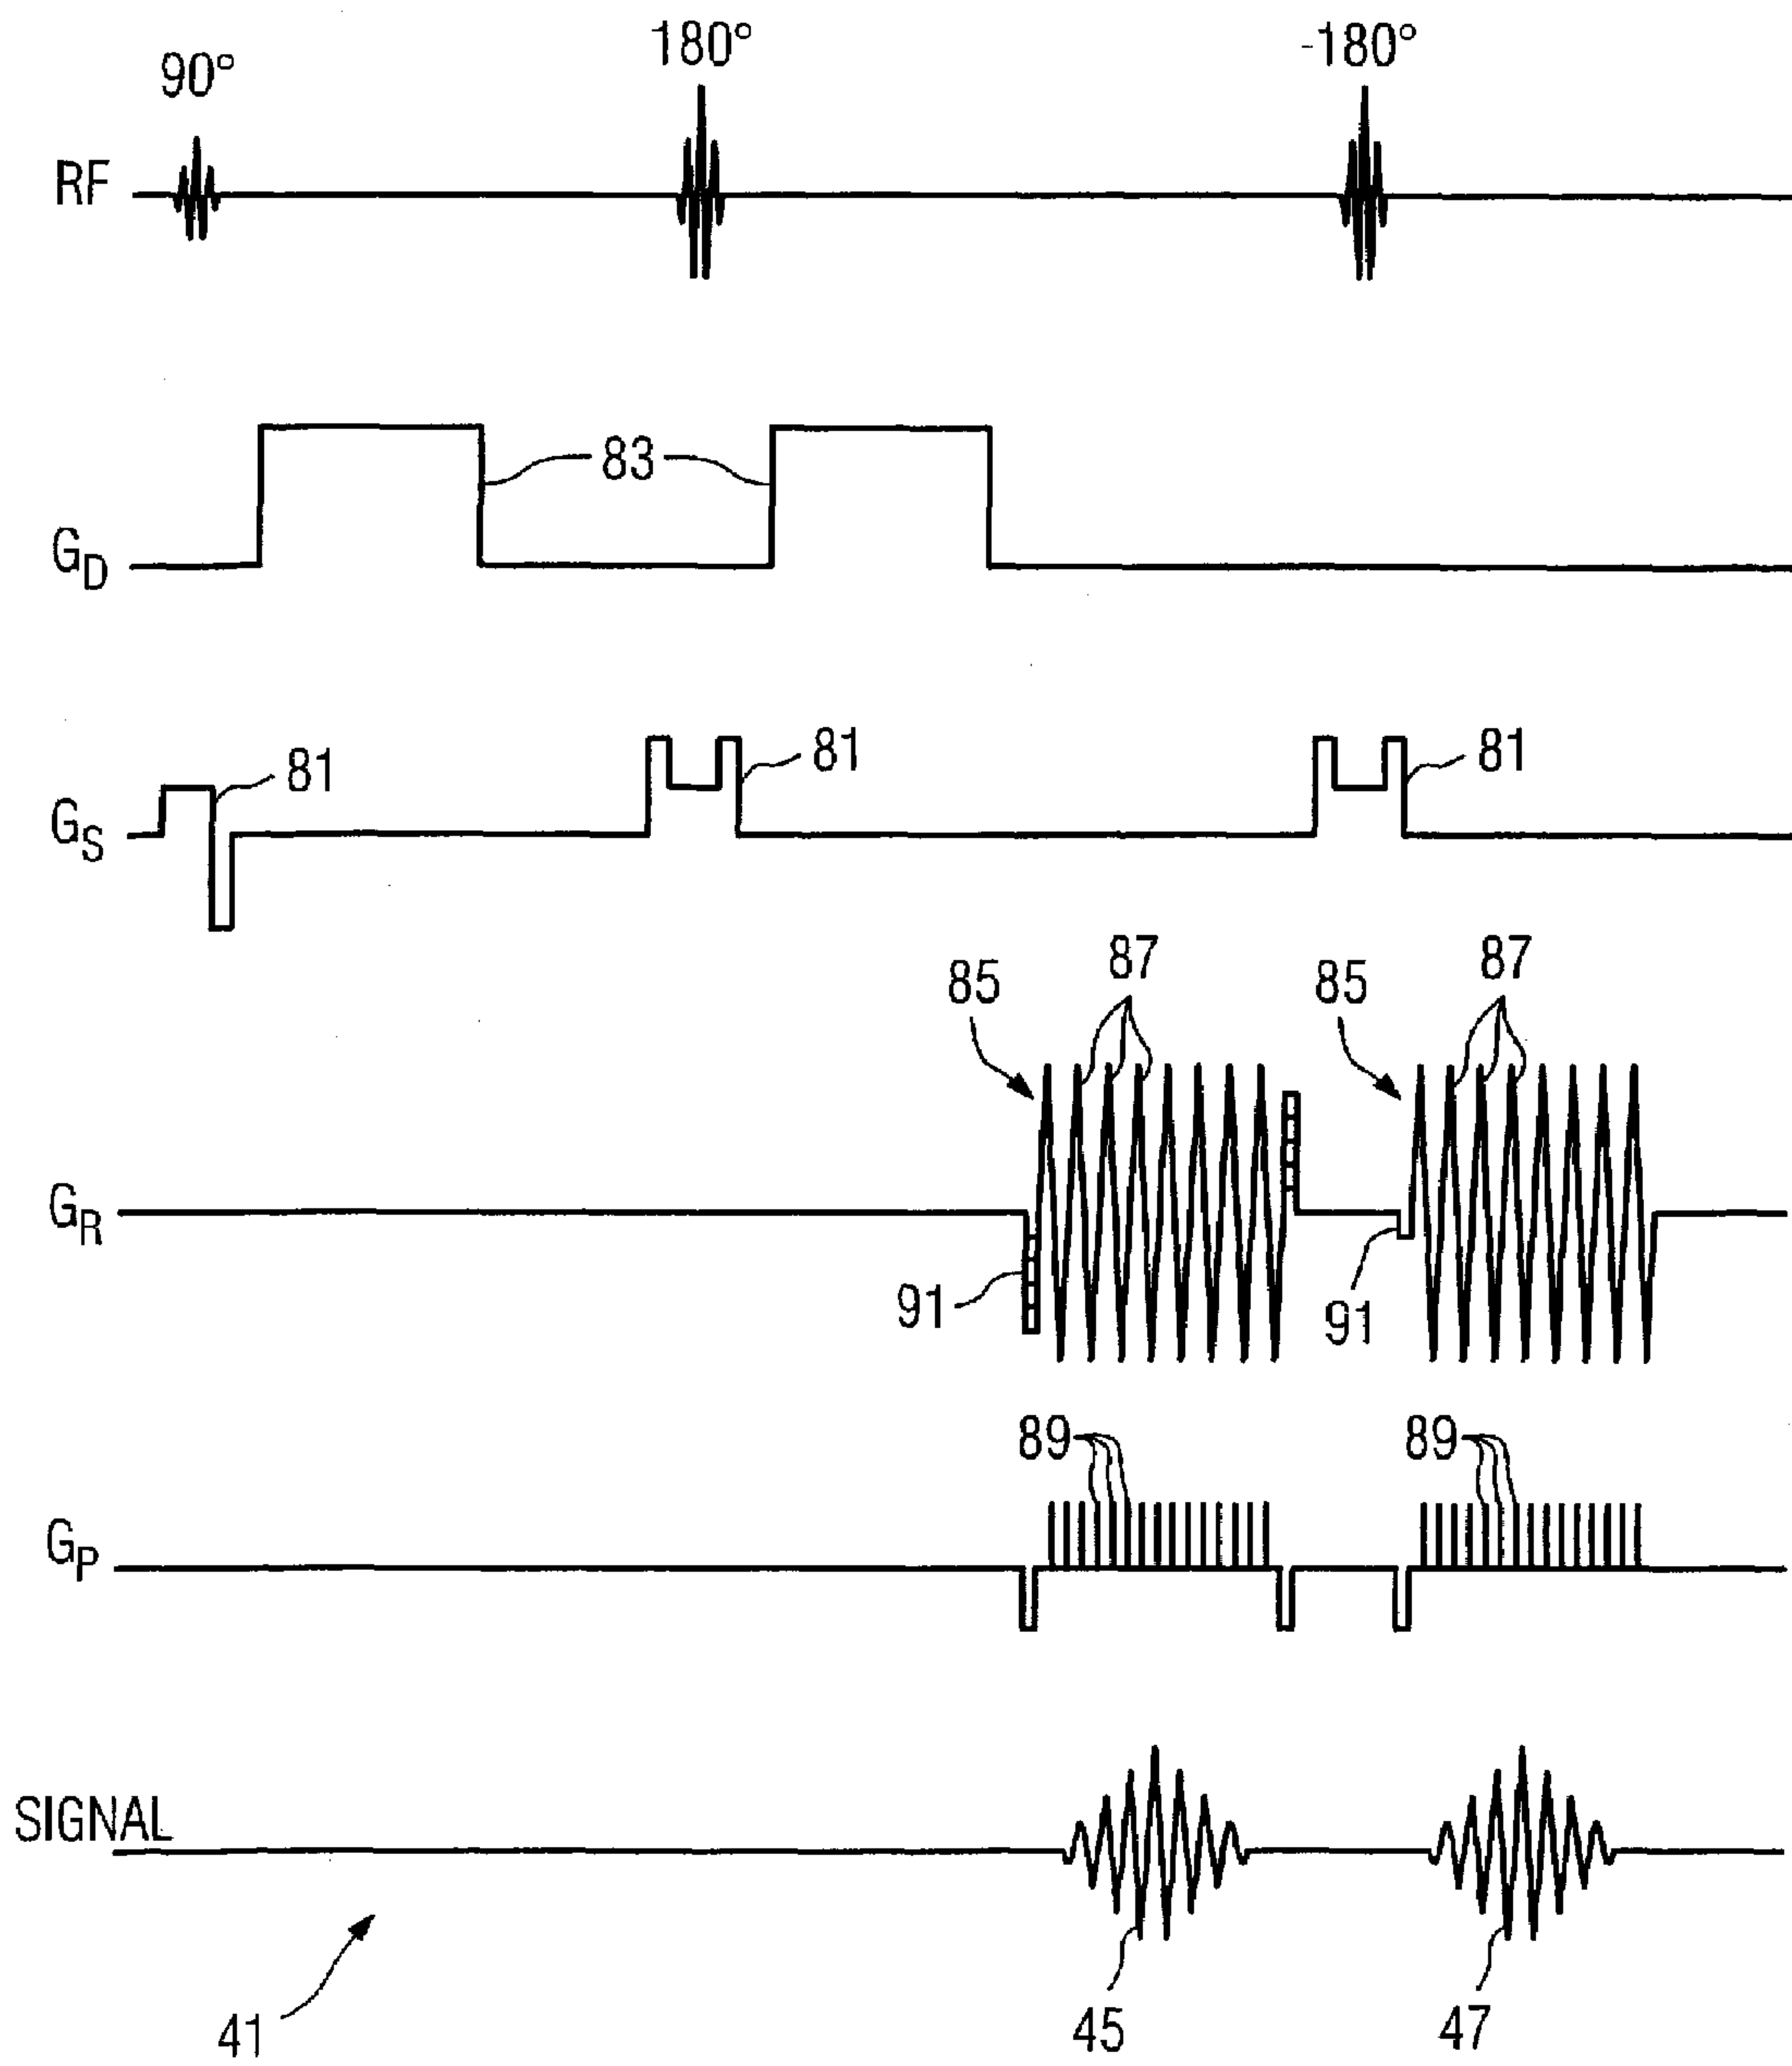 90° 180° -180°
RF
83
G_D
81 81 81
G_S
85 87 85 87
G_R
91 91
89 89
G_P
SIGNAL
41 45 47